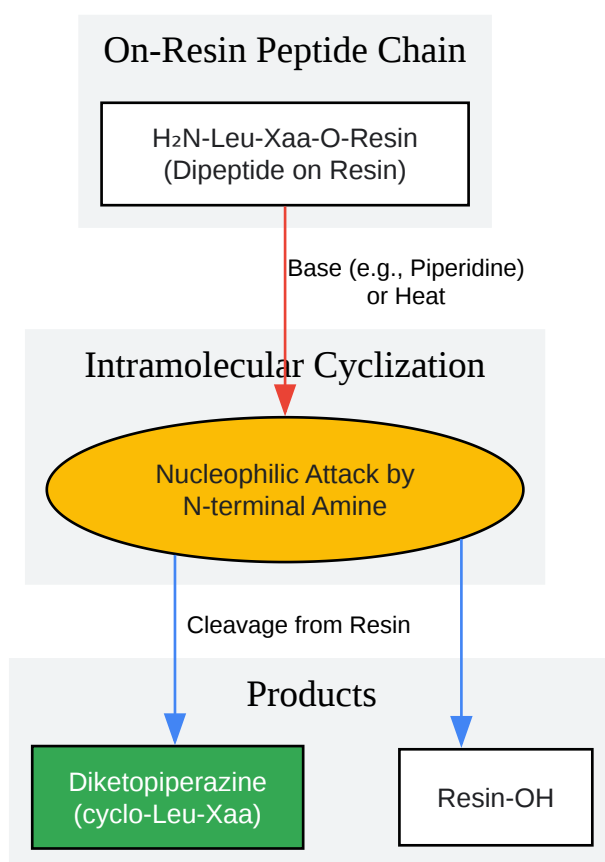 On-Resin Peptide Chain
H₂N-Leu-Xaa-O-Resin
(Dipeptide on Resin)
Base (e.g., Piperidine)
or Heat
Intramolecular Cyclization
Nucleophilic Attack by
N-terminal Amine
Cleavage from Resin
Products
Diketopiperazine
(cyclo-Leu-Xaa)
Resin-OH